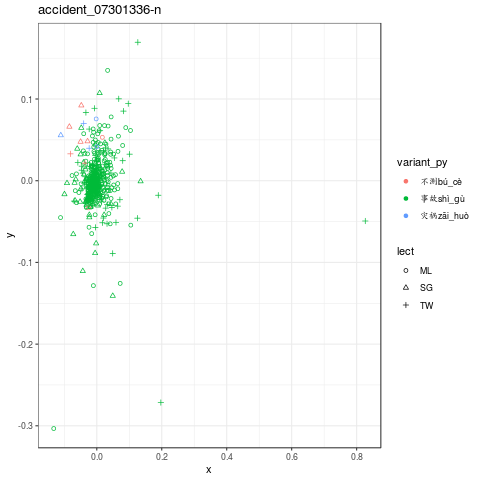 accident_07301336-n
0.1
0.0
-0.1
-0.2
-0.3
y
0.0
0.2
0.4
0.6
0.8
x
variant_py
不测bú_cè
事故shì_gù
灾祸zāi_huò
lect
ML
SG
TW